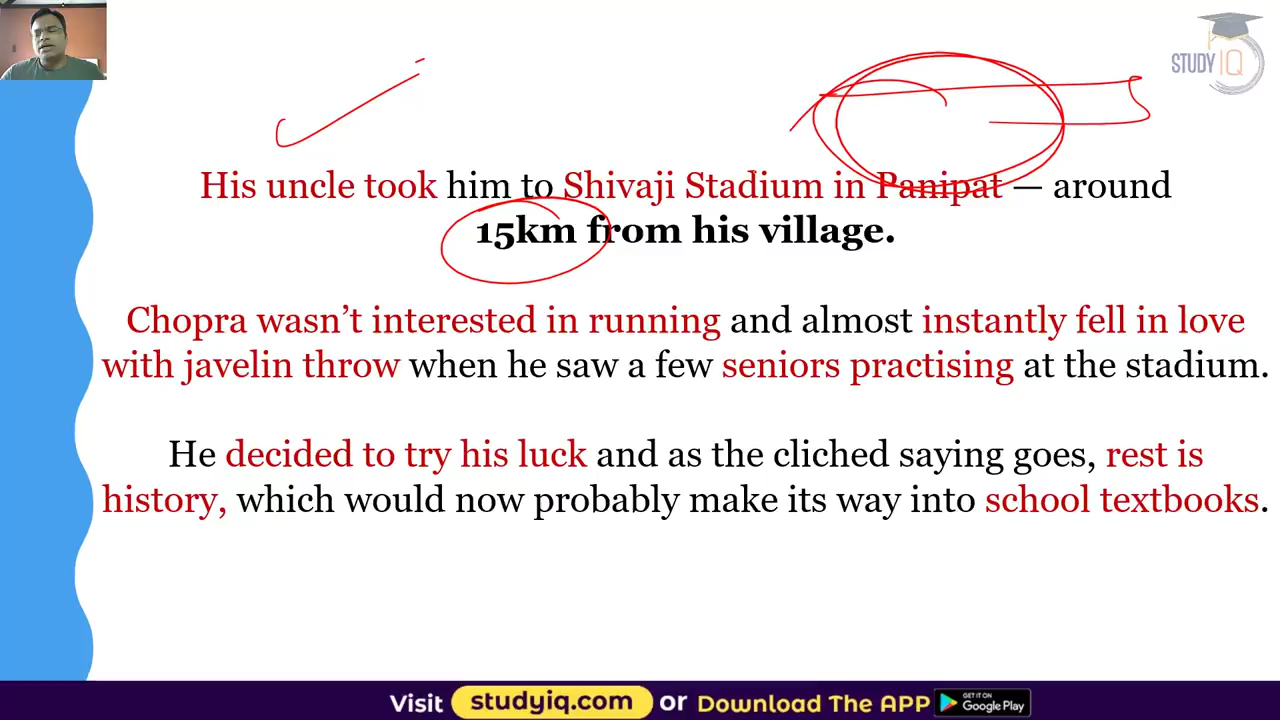 STUDY IQ
His uncle took him to Shivaji Stadium in Panipat — around
15km from his village.
Chopra wasn't interested in running and almost instantly fell in love
with javelin throw when he saw a few seniors practising at the stadium.
He decided to try his luck and as the cliched saying goes, rest is
history, which would now probably make its way into school textbooks.
Visit studyiq.com or Download The APP GET IT ON Google Play